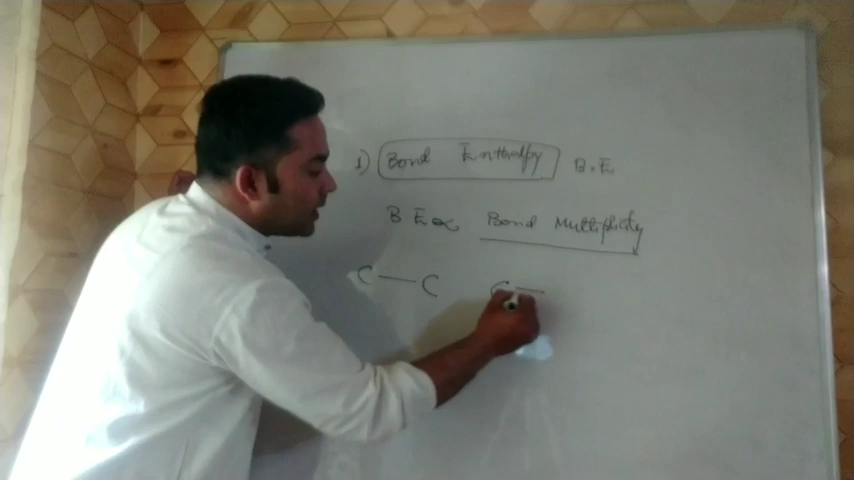 1) Bond Enthalpy B.E.
B E ∝ Bond Multiplicity
C — C C —